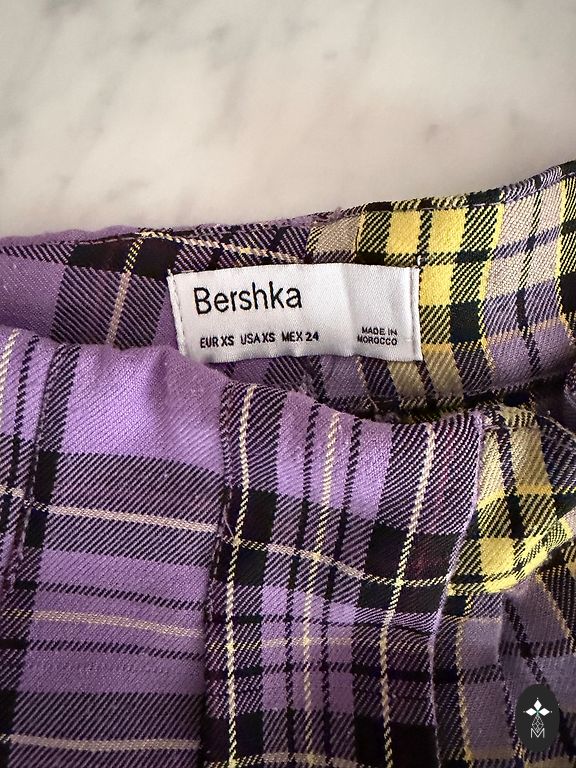 Bershka
EUR XS USA XS MEX 24
MADE IN
MOROCCO
M